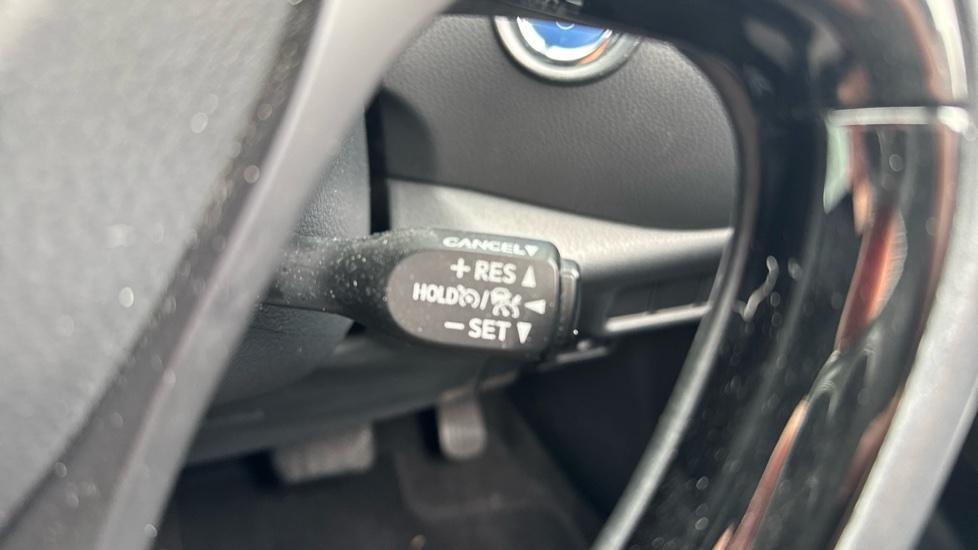 CANCEL▼
+RES▲
HOLD / ◄
−SET▼